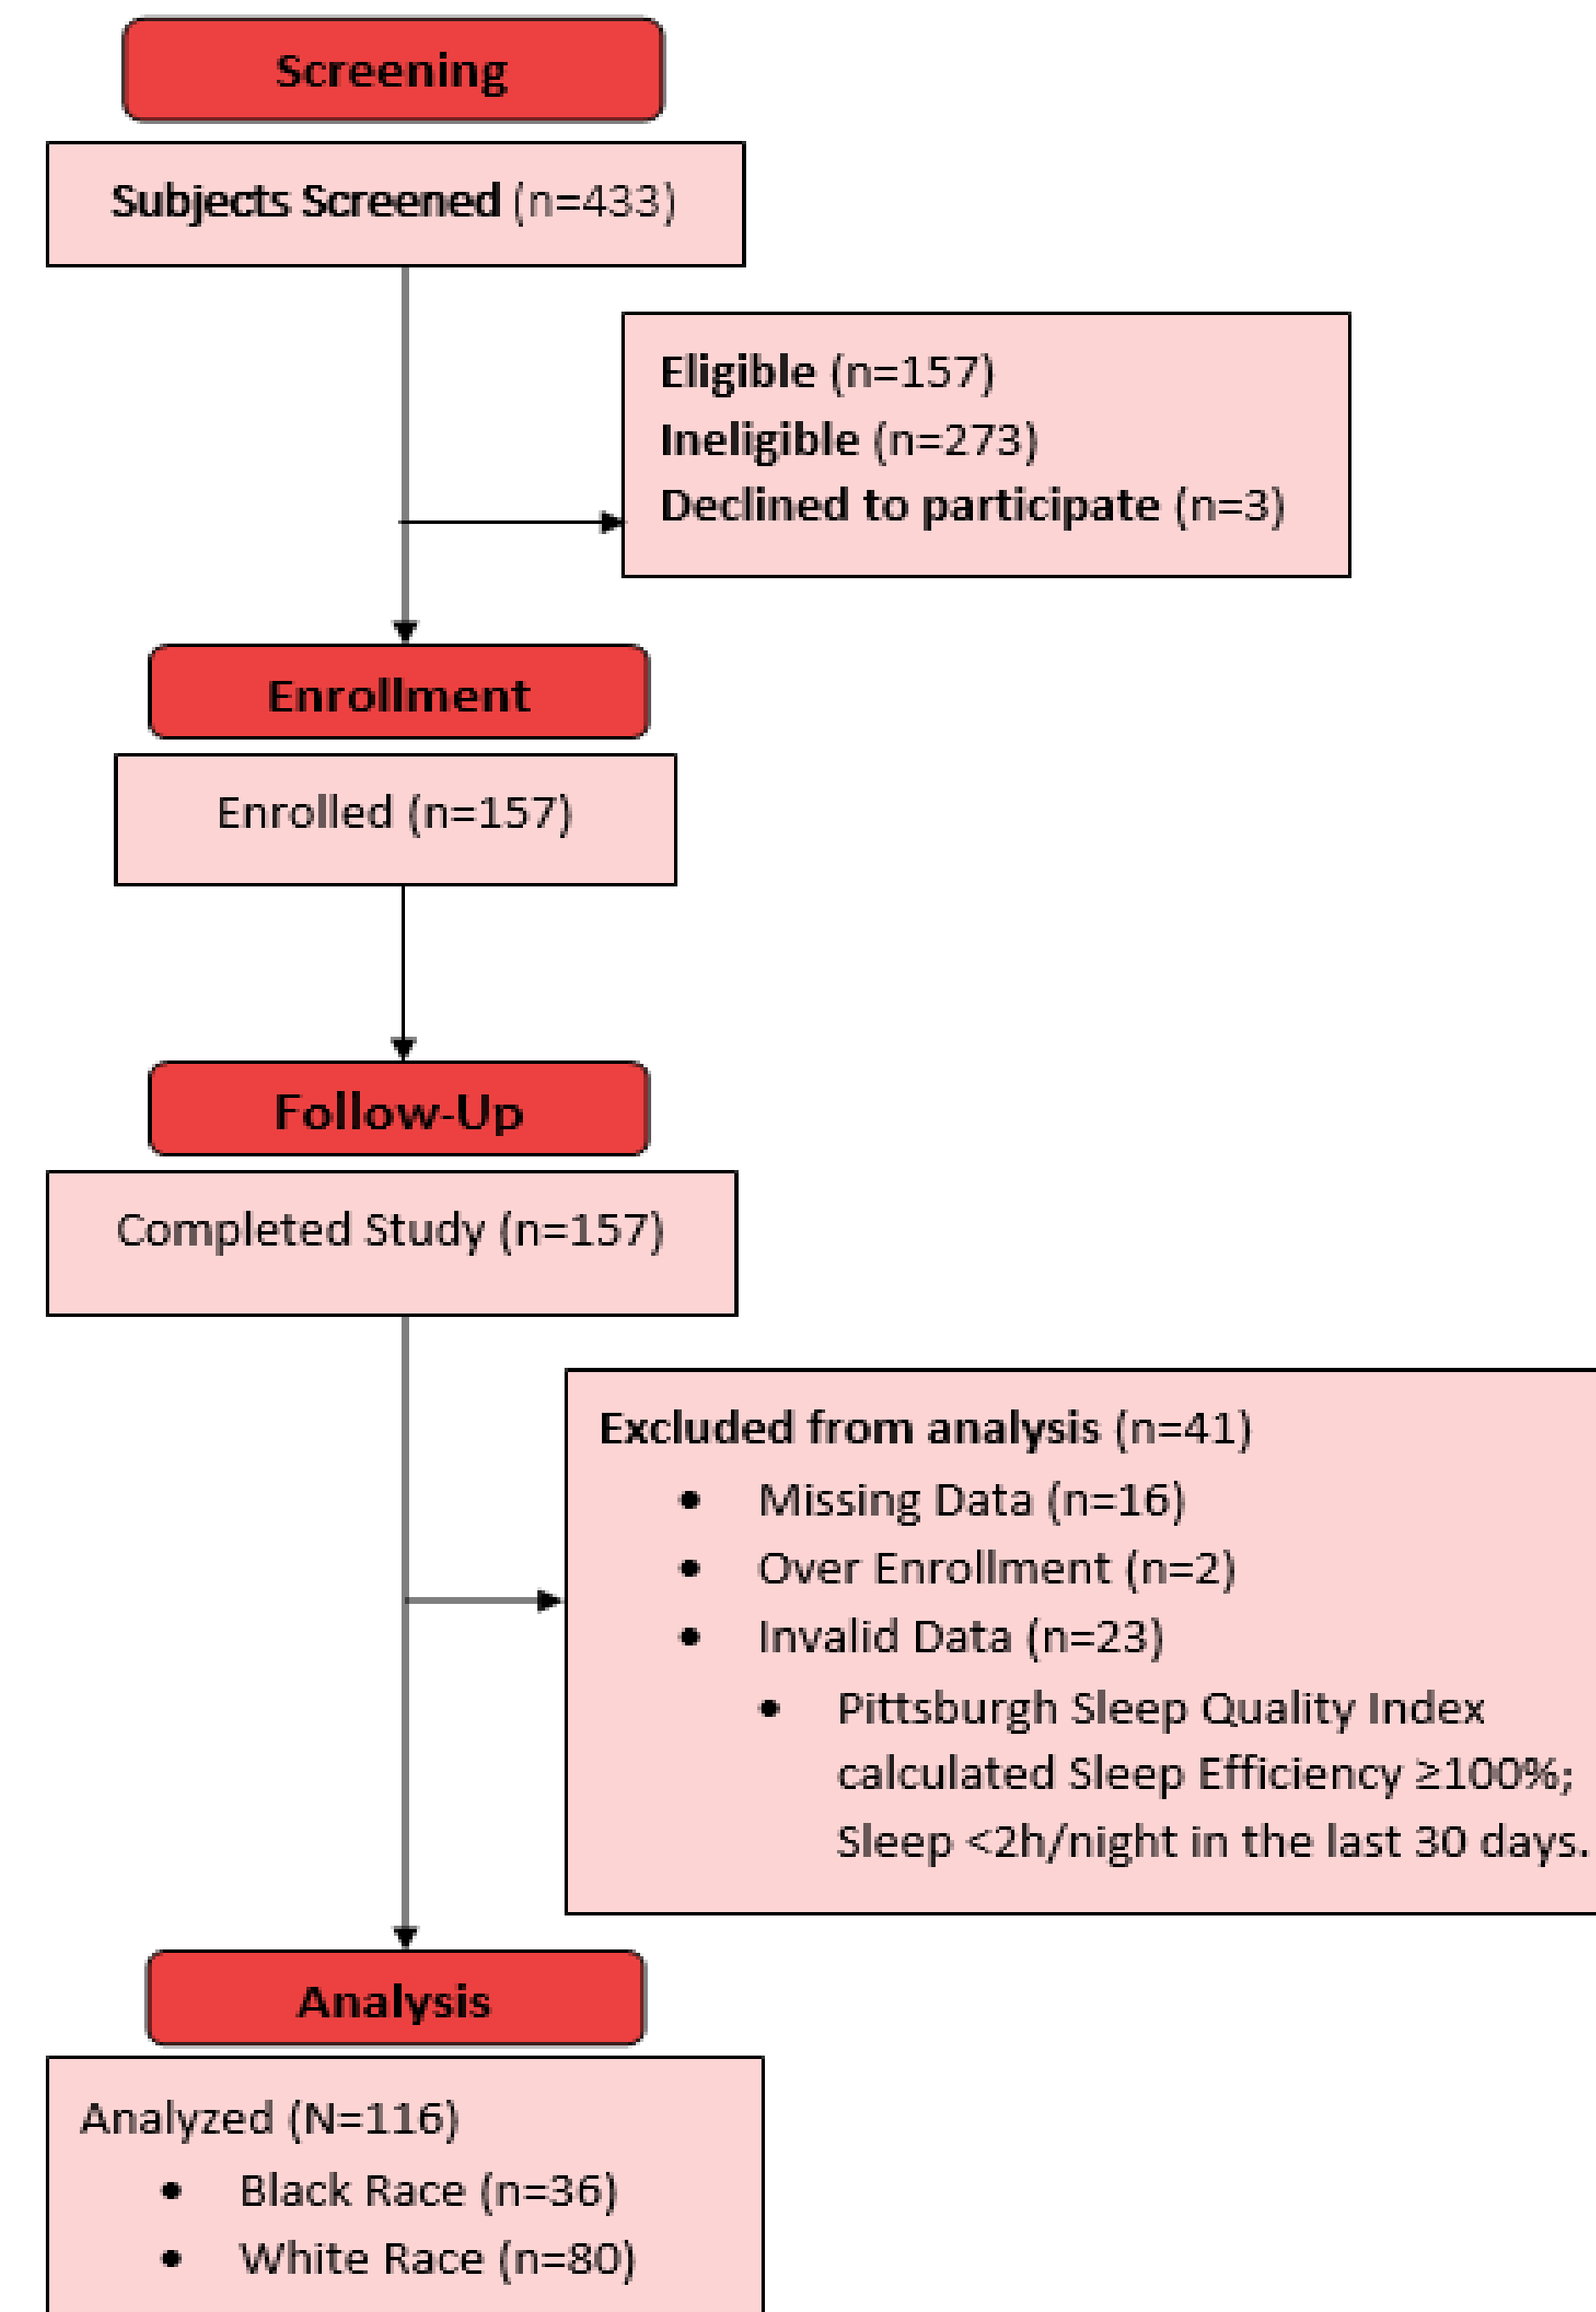 Screening
Subjects Screened (n=433)
Eligible (n=157)
Ineligible (n=273)
Declined to participate (n=3)
Enrollment
Enrolled (n=157)
Follow-Up
Completed Study (n=157)
Excluded from analysis (n=41)
• Missing Data (n=16)
• Over Enrollment (n=2)
• Invalid Data (n=23)
• Pittsburgh Sleep Quality Index
calculated Sleep Efficiency ≥100%;
Sleep <2h/night in the last 30 days.
Analysis
Analyzed (N=116)
• Black Race (n=36)
• White Race (n=80)